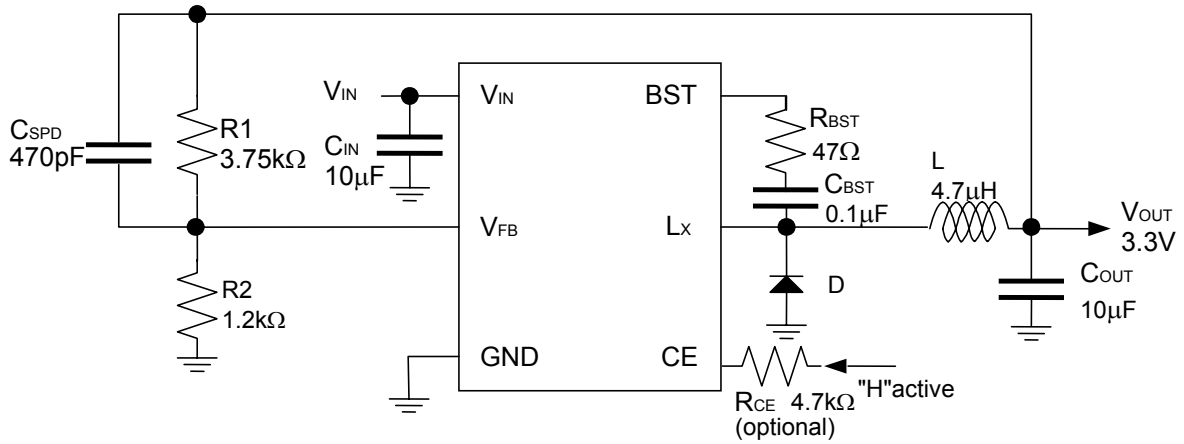 CSPD
470pF
R1
3.75kΩ
R2
1.2kΩ
VIN
CIN
10μF
VIN
VFB
GND
BST
LX
CE
RBST
47Ω
CBST
0.1μF
D
L
4.7μH
VOUT
3.3V
COUT
10μF
RCE 4.7kΩ
(optional)
"H"active